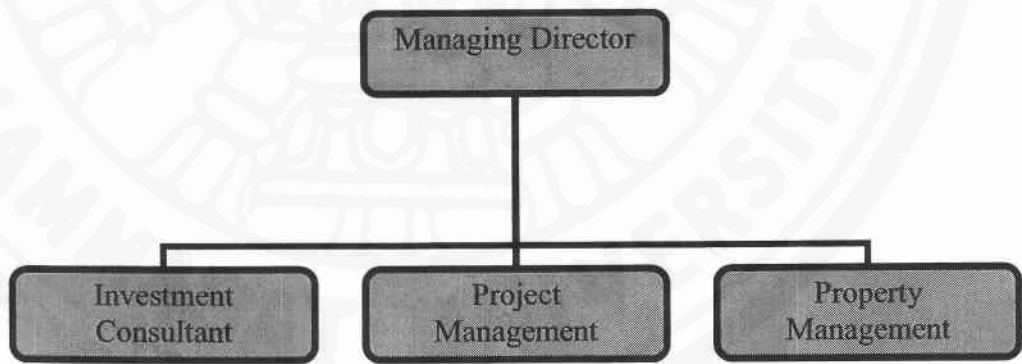 Managing Director
Investment
Consultant
Project
Management
Property
Management